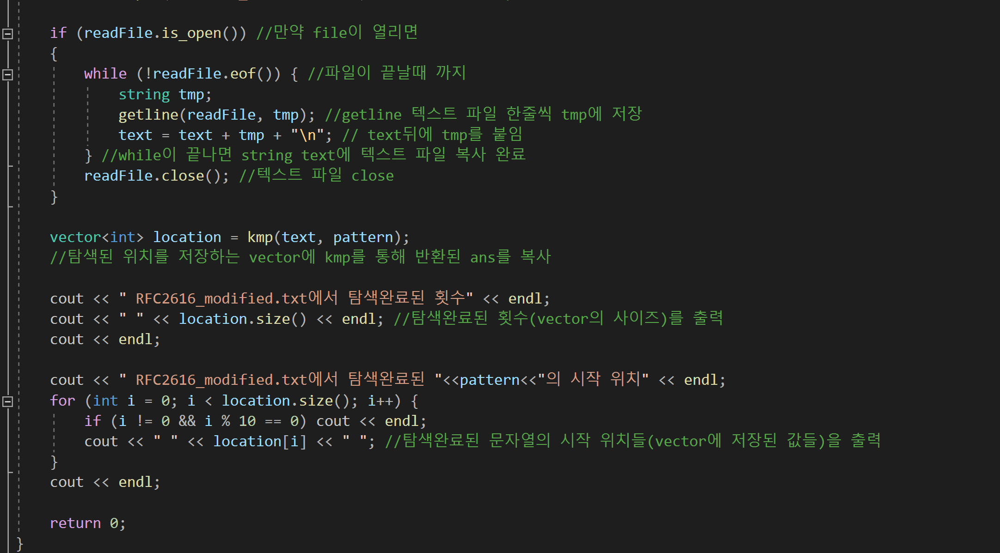 if (readFile.is_open()) //만약 file이 열리면
{
while (!readFile.eof()) { //파일이 끝날때 까지
string tmp;
getline(readFile, tmp); //getline 텍스트 파일 한줄씩 tmp에 저장
text = text + tmp + "\n"; // text뒤에 tmp를 붙임
} //while이 끝나면 string text에 텍스트 파일 복사 완료
readFile.close(); //텍스트 파일 close
}
vector<int> location = kmp(text, pattern);
//탐색된 위치를 저장하는 vector에 kmp를 통해 반환된 ans를 복사
cout << " RFC2616_modified.txt에서 탐색완료된 횟수" << endl;
cout << " " << location.size() << endl; //탐색완료된 횟수(vector의 사이즈)를 출력
cout << endl;
cout << " RFC2616_modified.txt에서 탐색완료된 "<<pattern<<"의 시작 위치" << endl;
for (int i = 0; i < location.size(); i++) {
if (i != 0 && i % 10 == 0) cout << endl;
cout << " " << location[i] << " "; //탐색완료된 문자열의 시작 위치들(vector에 저장된 값들)을 출력
}
cout << endl;
return 0;
}